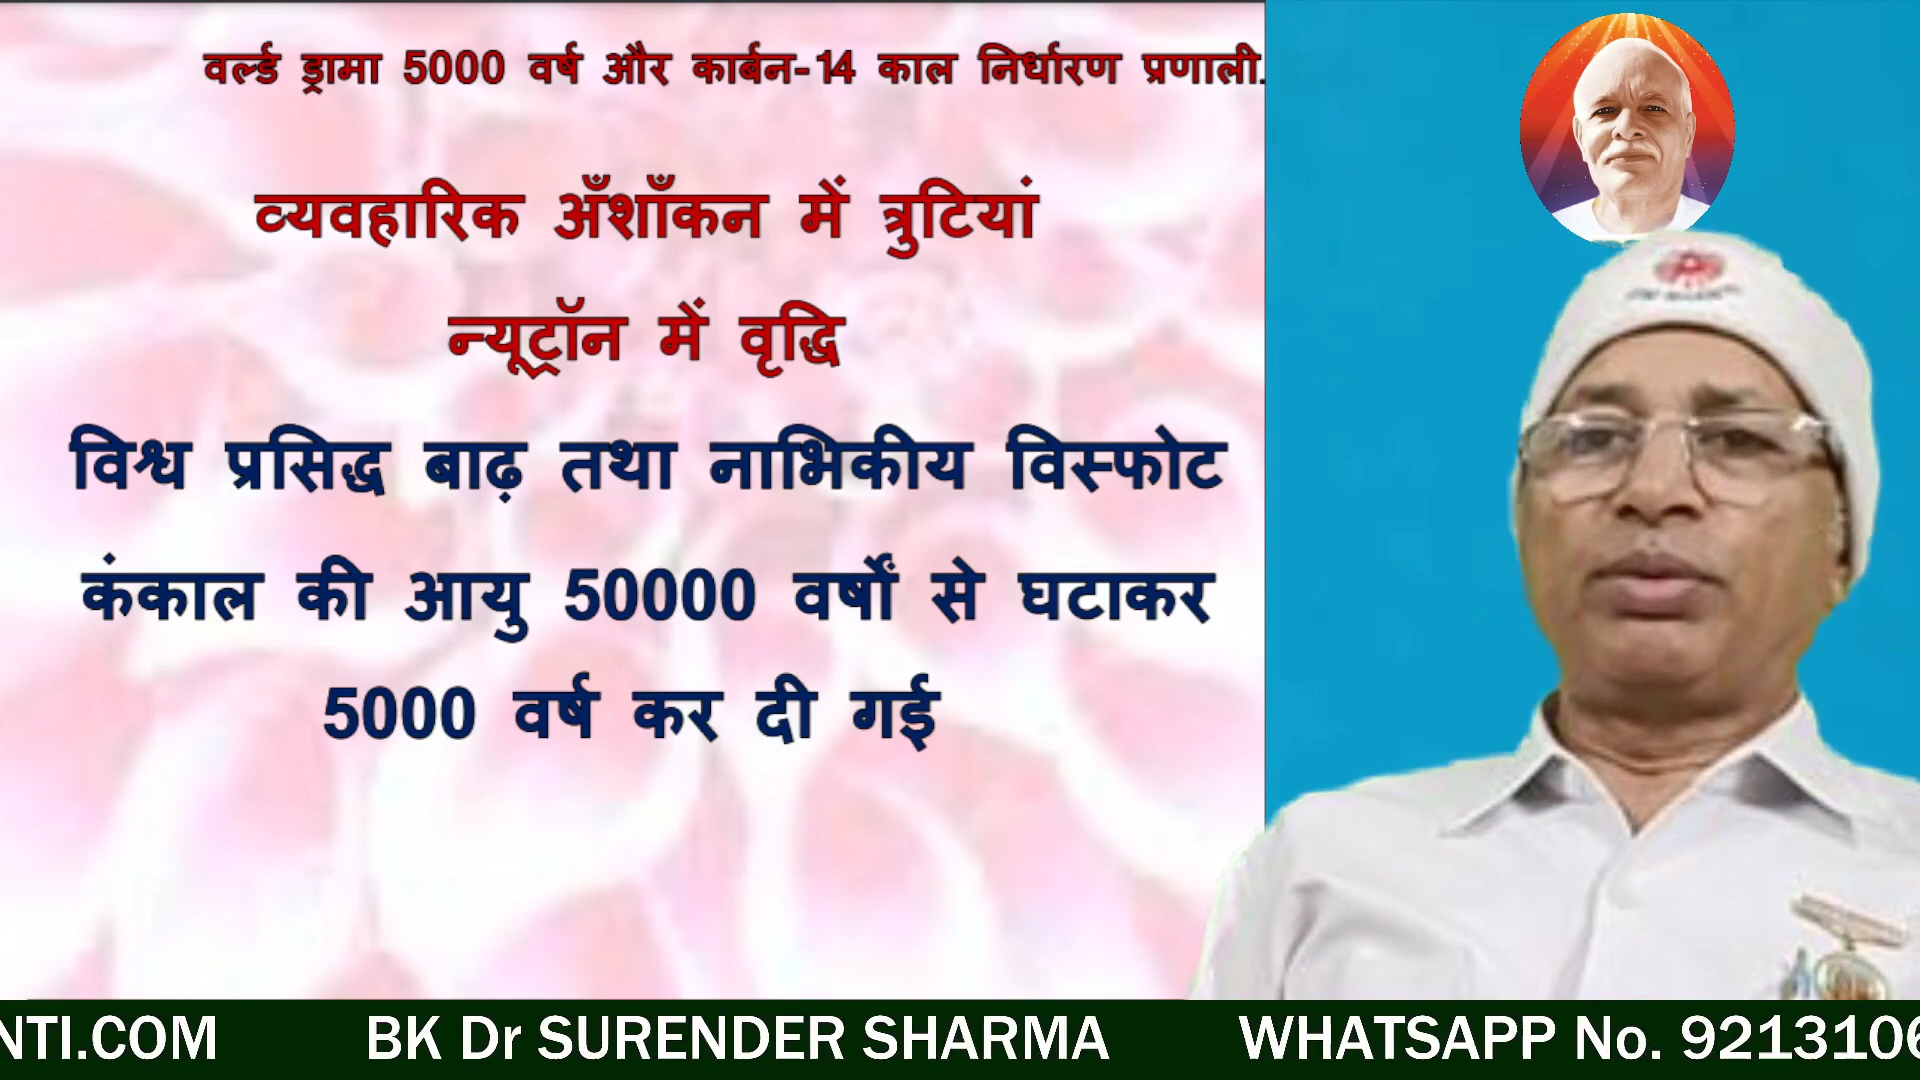 वर्ल्ड ड्रामा 5000 वर्ष और कार्बन-14 काल निर्धारण प्रणाली.
व्यवहारिक अँशाँकन में त्रुटियां
न्यूट्रॉन में वृद्धि
विश्व प्रसिद्ध बाढ़ तथा नाभिकीय विस्फोट
कंकाल की आयु 50000 वर्षों से घटाकर
5000 वर्ष कर दी गई
NTI.COM BK Dr SURENDER SHARMA WHATSAPP No. 9213106